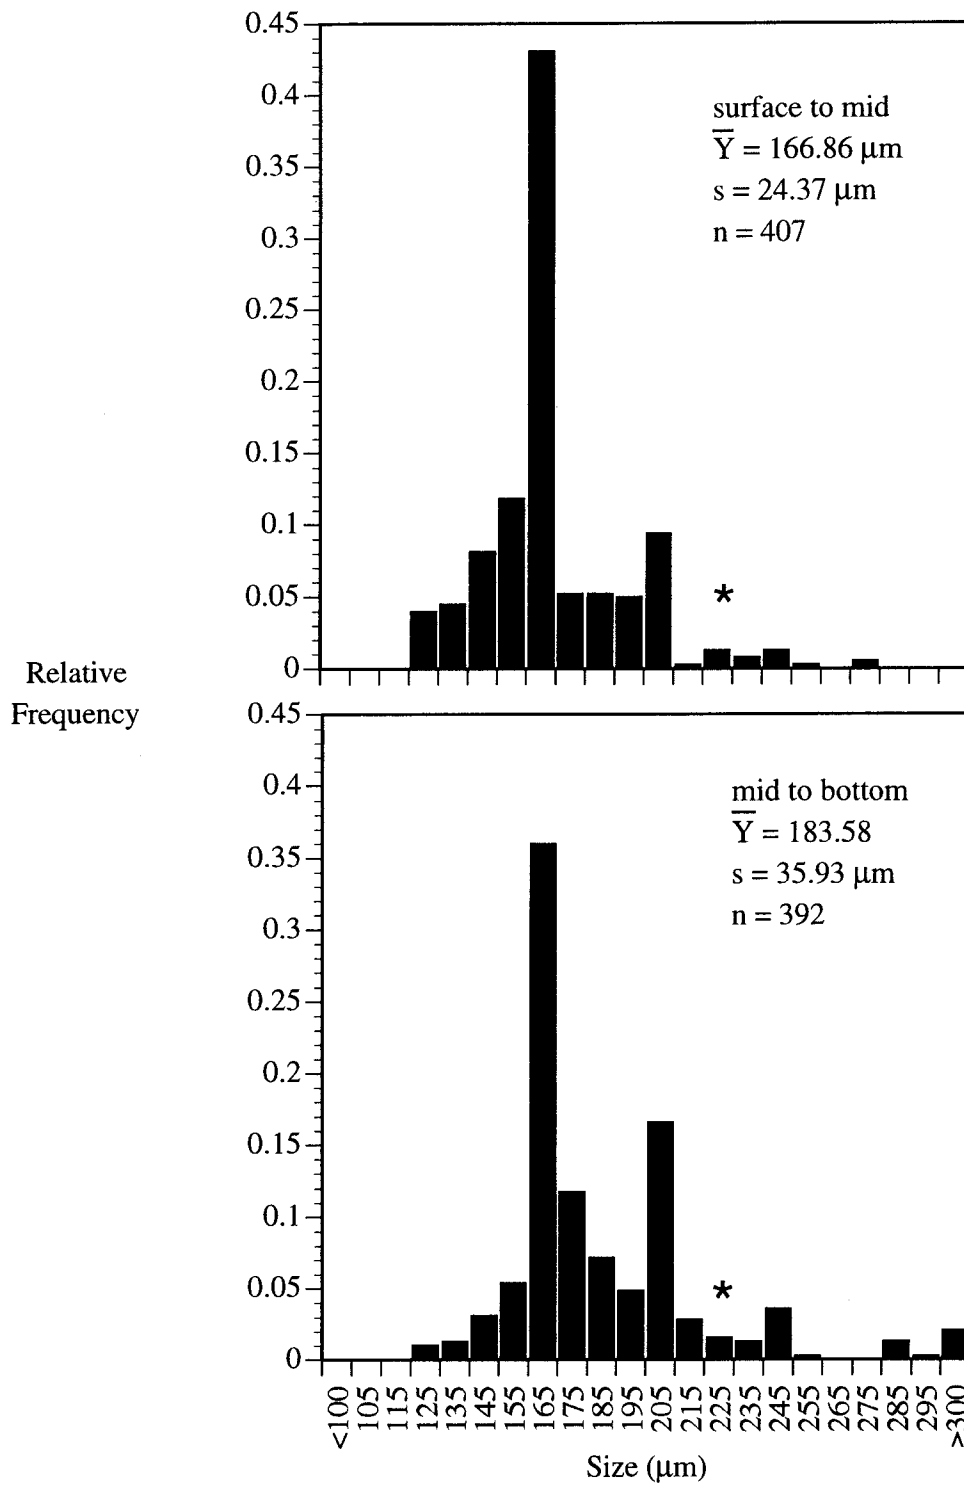 0.45
0.4
0.35
0.3
0.25
0.2
0.15
0.1
0.05
0
surface to mid
Y̅ = 166.86 µm
s = 24.37 µm
n = 407
*
Relative
Frequency
0.45
0.4
0.35
0.3
0.25
0.2
0.15
0.1
0.05
0
mid to bottom
Y̅ = 183.58
s = 35.93 µm
n = 392
*
<100 105 115 125 135 145 155 165 175 185 195 205 215 225 235 245 255 265 275 285 295 >300
Size (µm)